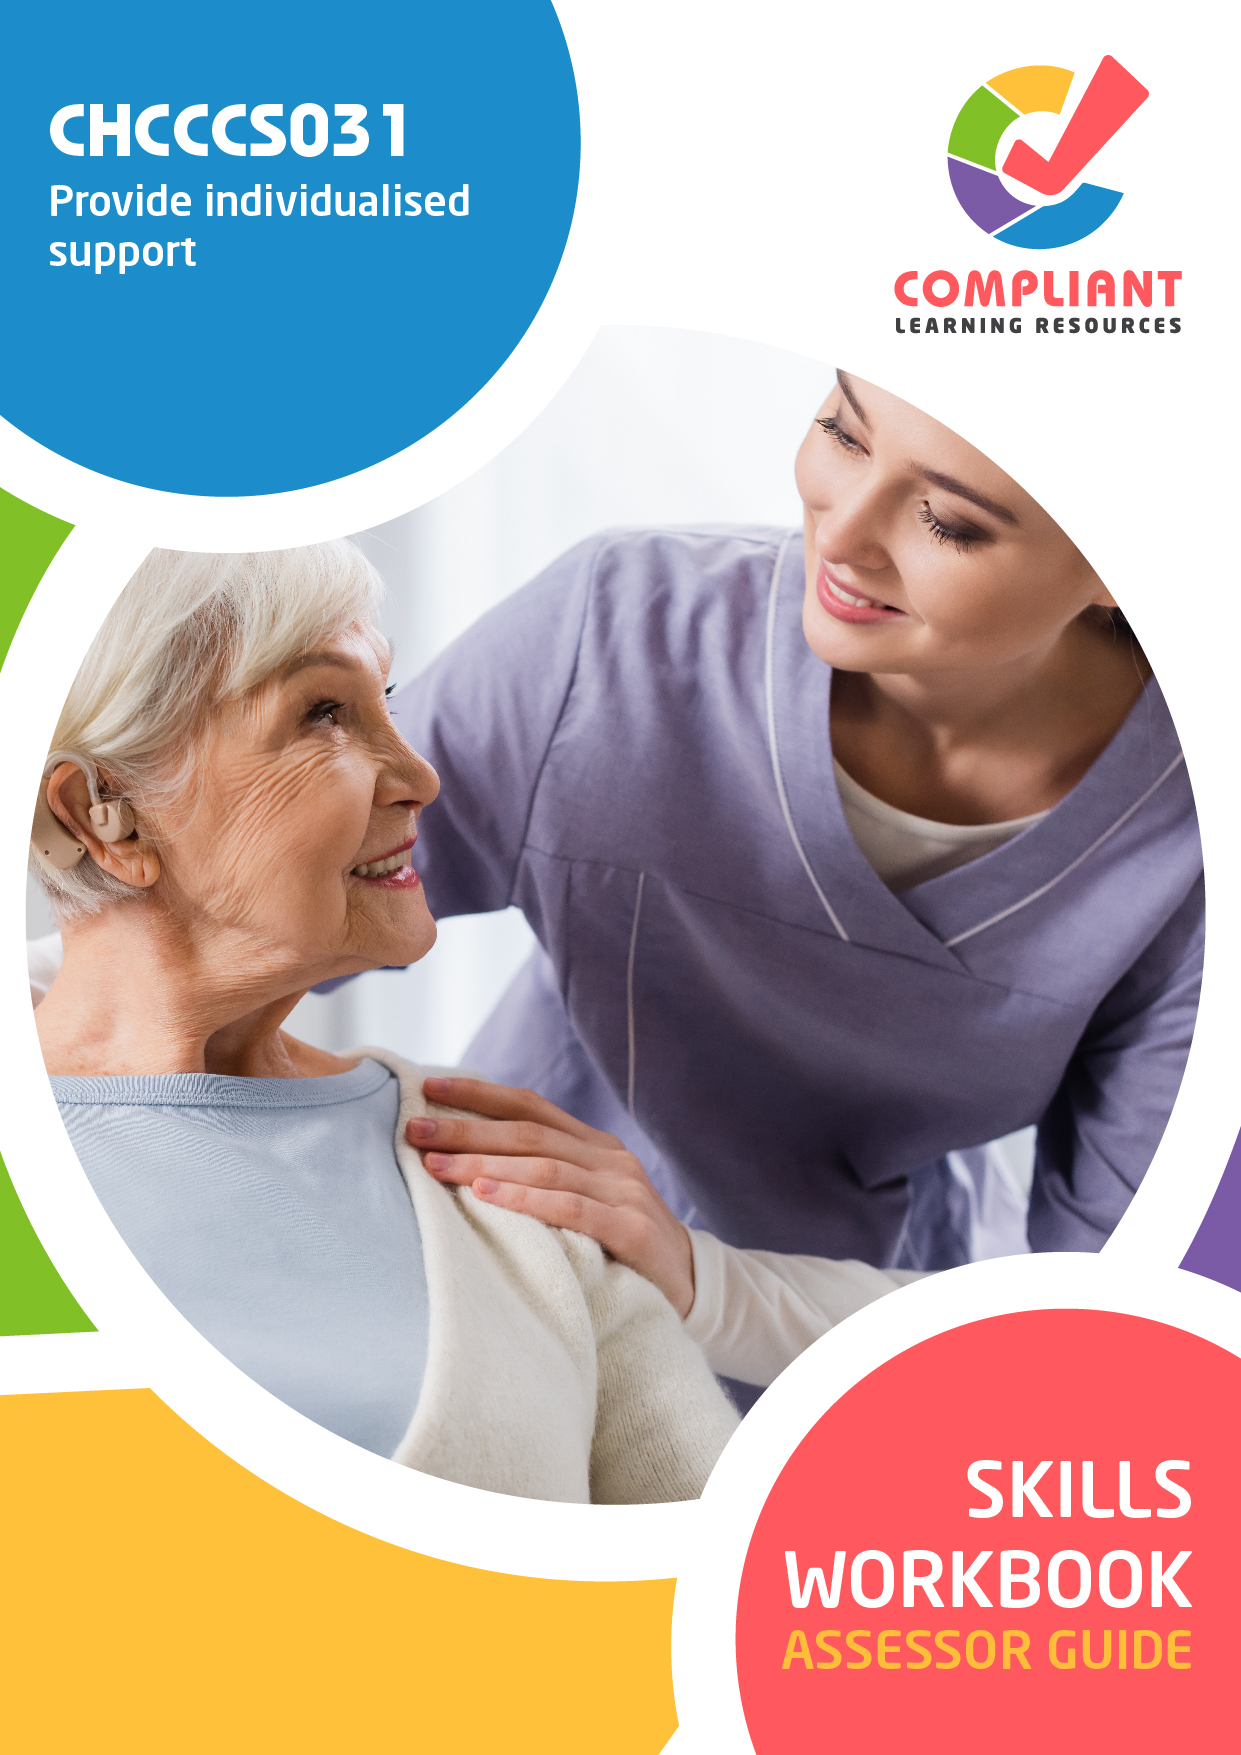 CHCCCS031
Provide individualised
support
COMPLIANT
LEARNING RESOURCES
SKILLS
WORKBOOK
ASSESSOR GUIDE